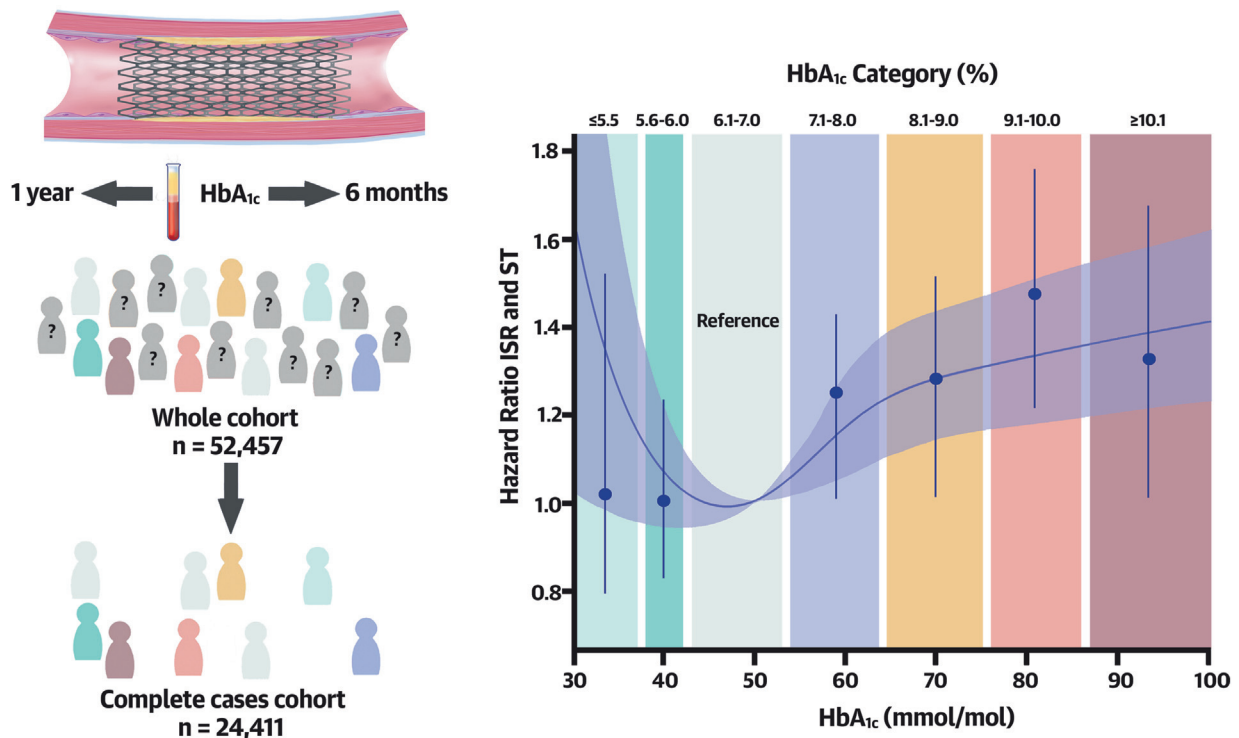 1 year
HbA1c
6 months
? ? ? ?
? ?
? ? ? ?
Whole cohort
n = 52,457
Complete cases cohort
n = 24,411
HbA1c Category (%)
≤5.5 5.6-6.0 6.1-7.0 7.1-8.0 8.1-9.0 9.1-10.0 ≥10.1
Hazard Ratio ISR and ST
1.8
1.6
1.4
1.2
1.0
0.8
Reference
30 40 50 60 70 80 90 100
HbA1c (mmol/mol)